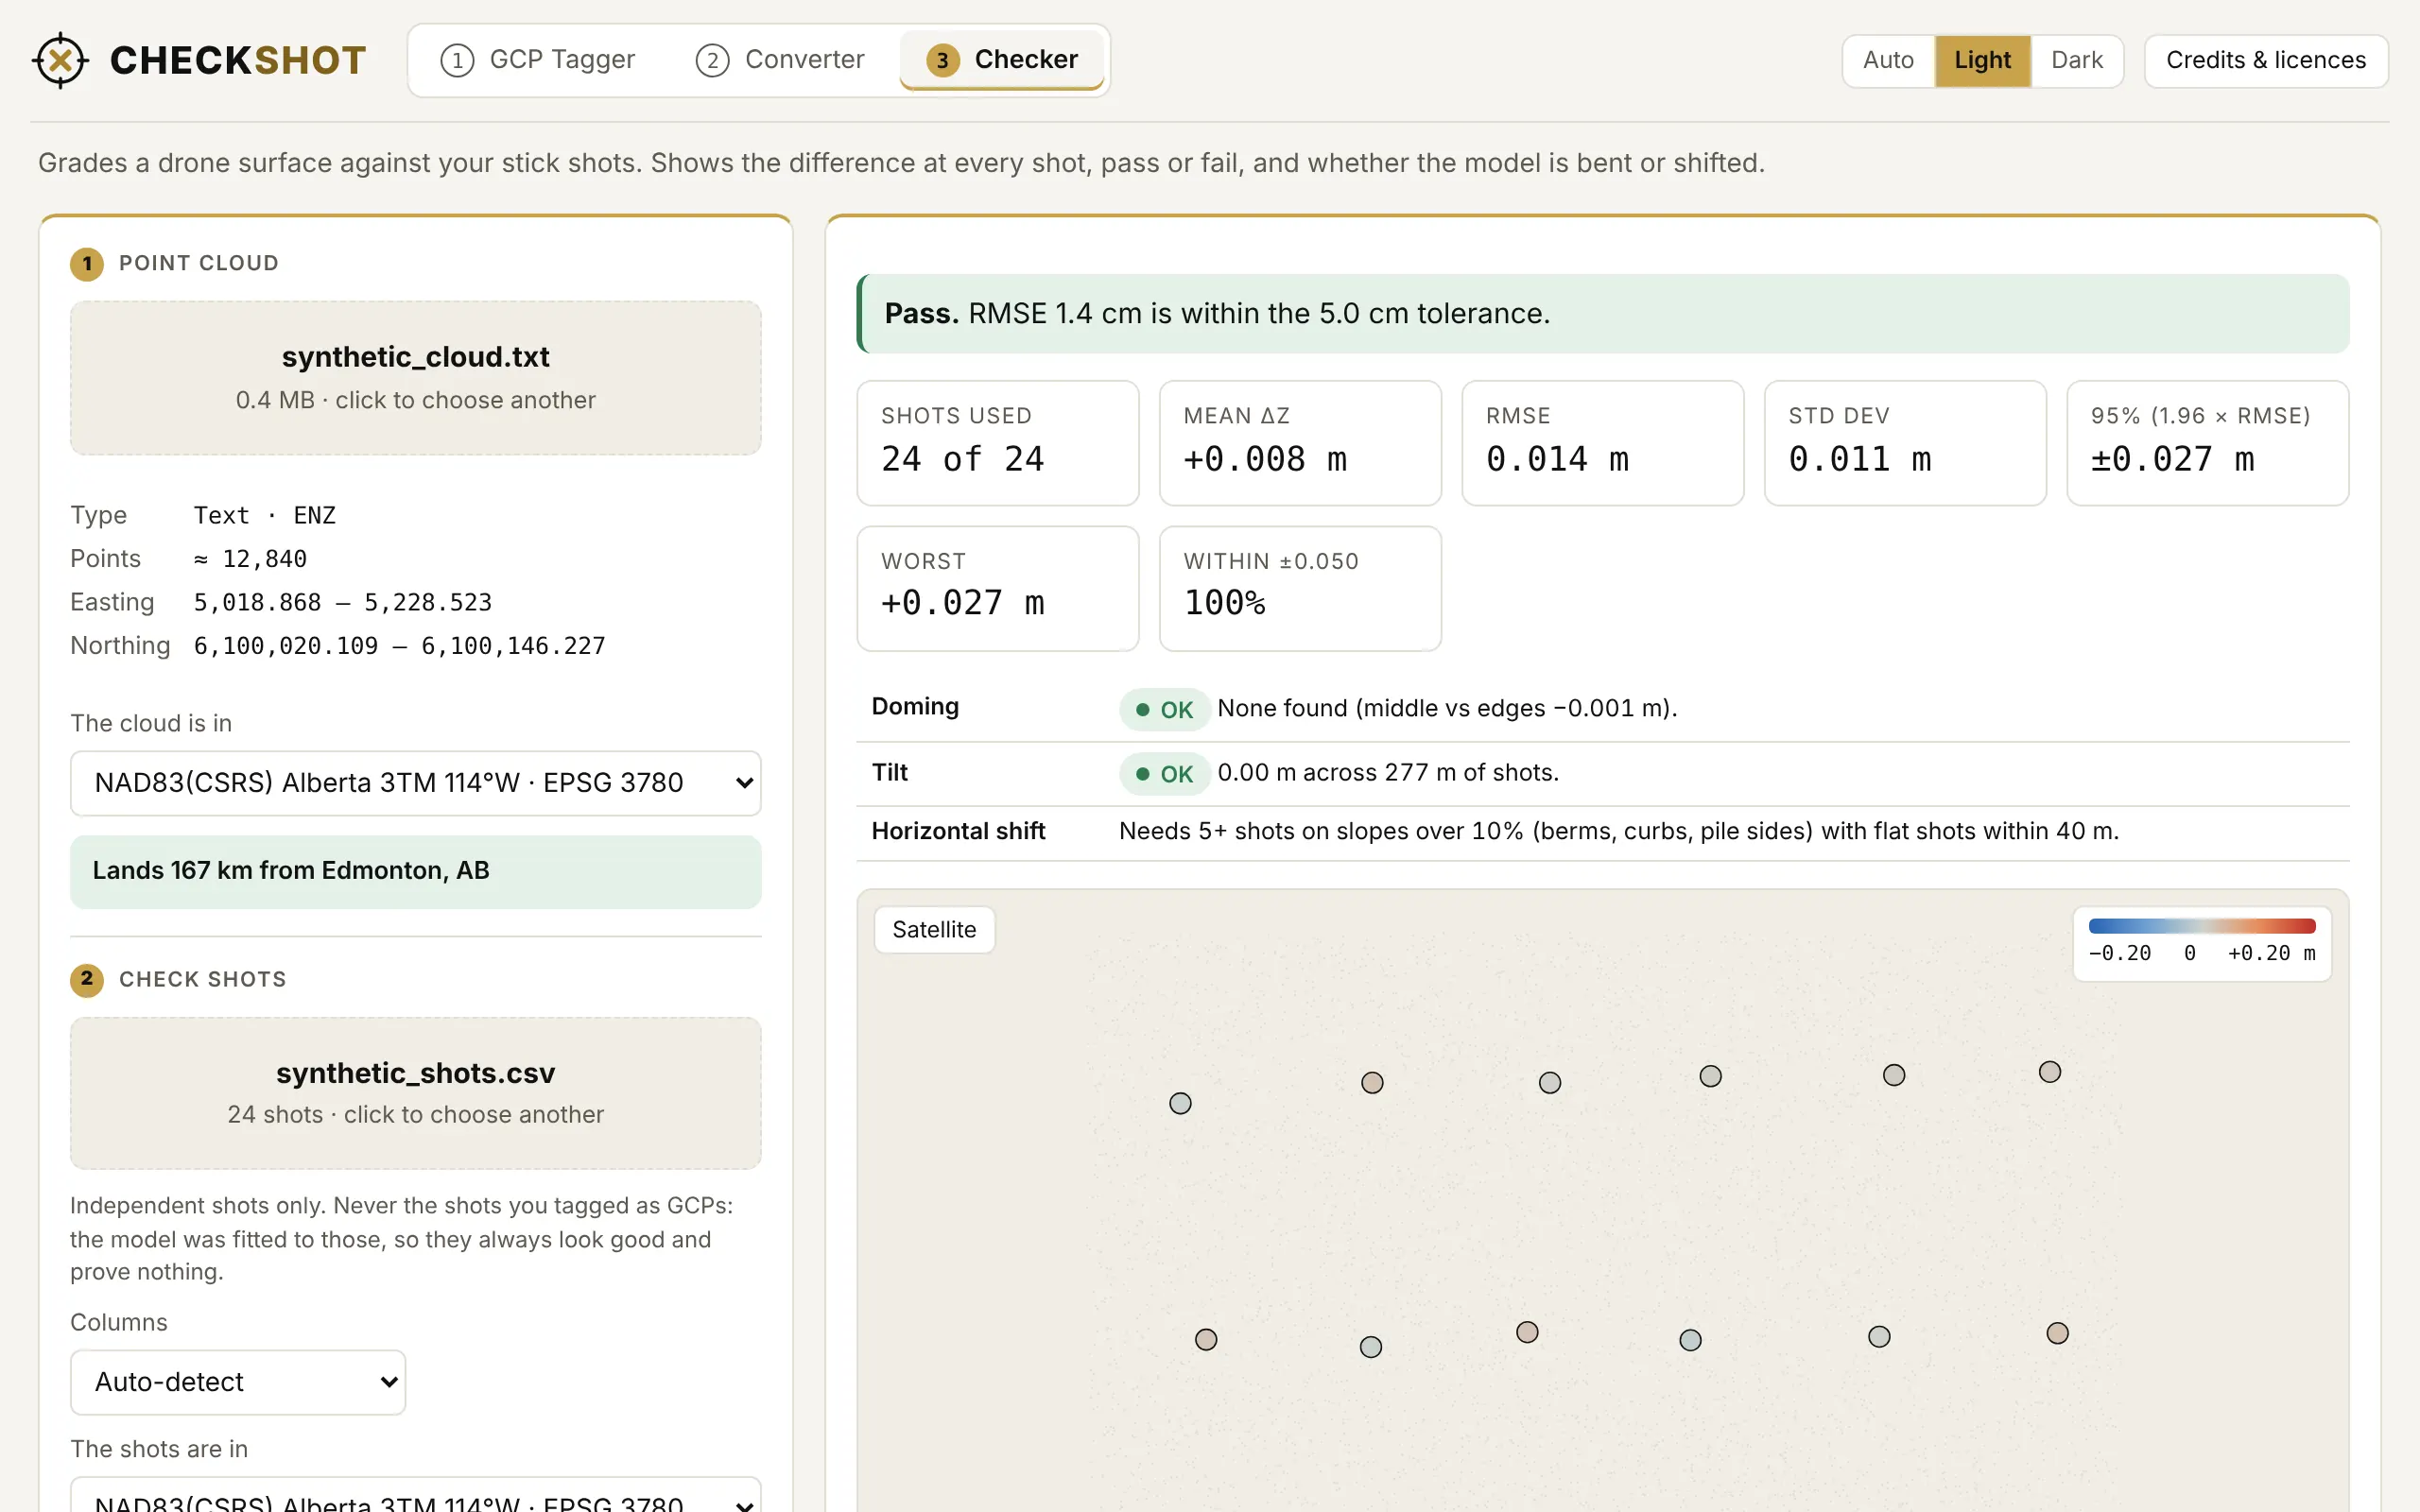 CHECKSHOT
1 GCP Tagger
2 Converter
3 Checker
Auto
Light
Dark
Credits & licences
Grades a drone surface against your stick shots. Shows the difference at every shot, pass or fail, and whether the model is bent or shifted.
1 POINT CLOUD
synthetic_cloud.txt
0.4 MB · click to choose another
Type Text · ENZ
Points ≈ 12,840
Easting 5,018.868 – 5,228.523
Northing 6,100,020.109 – 6,100,146.227
The cloud is in
NAD83(CSRS) Alberta 3TM 114°W · EPSG 3780
Lands 167 km from Edmonton, AB
2 CHECK SHOTS
synthetic_shots.csv
24 shots · click to choose another
Independent shots only. Never the shots you tagged as GCPs:
the model was fitted to those, so they always look good and
prove nothing.
Columns
Auto-detect
The shots are in
NAD83(CSRS) Alberta 3TM 114°W · EPSG 3780
Pass. RMSE 1.4 cm is within the 5.0 cm tolerance.
SHOTS USED
24 of 24
MEAN ΔZ
+0.008 m
RMSE
0.014 m
STD DEV
0.011 m
95% (1.96 × RMSE)
±0.027 m
WORST
+0.027 m
WITHIN ±0.050
100%
Doming OK None found (middle vs edges −0.001 m).
Tilt OK 0.00 m across 277 m of shots.
Horizontal shift Needs 5+ shots on slopes over 10% (berms, curbs, pile sides) with flat shots within 40 m.
Satellite
−0.20 0 +0.20 m